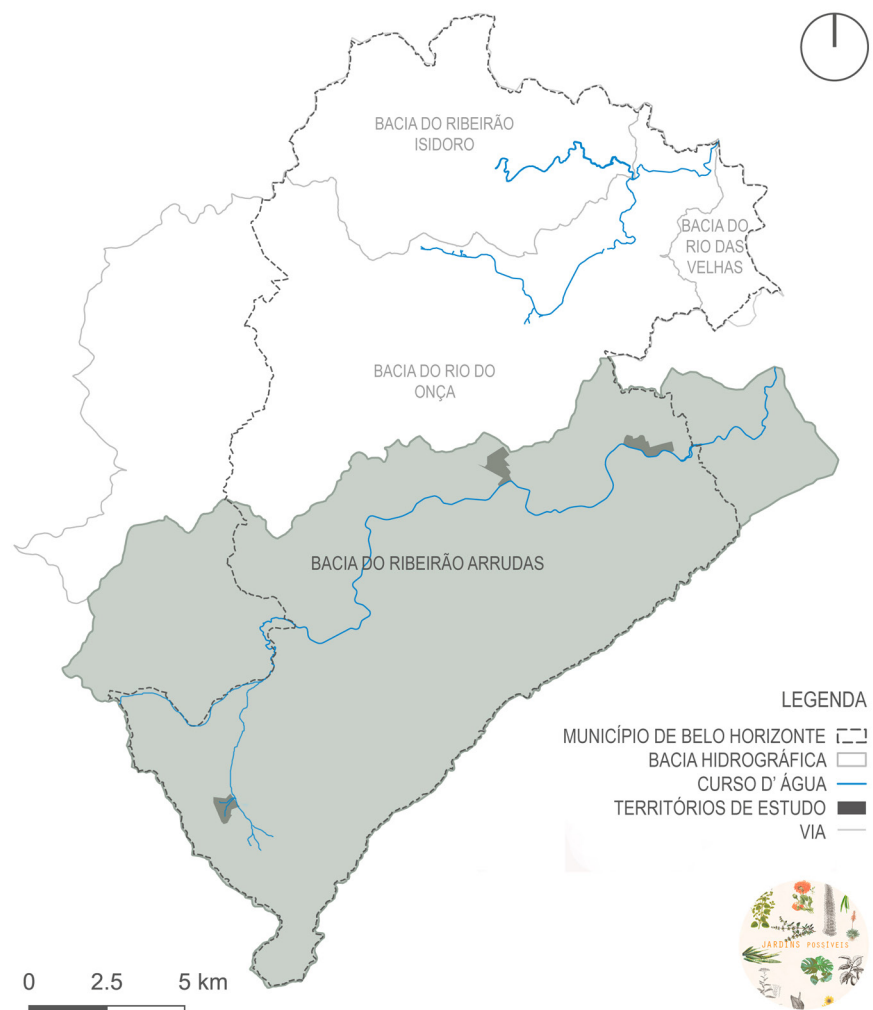 BACIA DO RIBEIRÃO
ISIDORO
BACIA DO
RIO DAS
VELHAS
BACIA DO RIO DO
ONÇA
BACIA DO RIBEIRÃO ARRUDAS
LEGENDA
MUNICÍPIO DE BELO HORIZONTE
BACIA HIDROGRÁFICA
CURSO D' ÁGUA
TERRITÓRIOS DE ESTUDO
VIA
JARDINS POSSÍVEIS
0 2.5 5 km